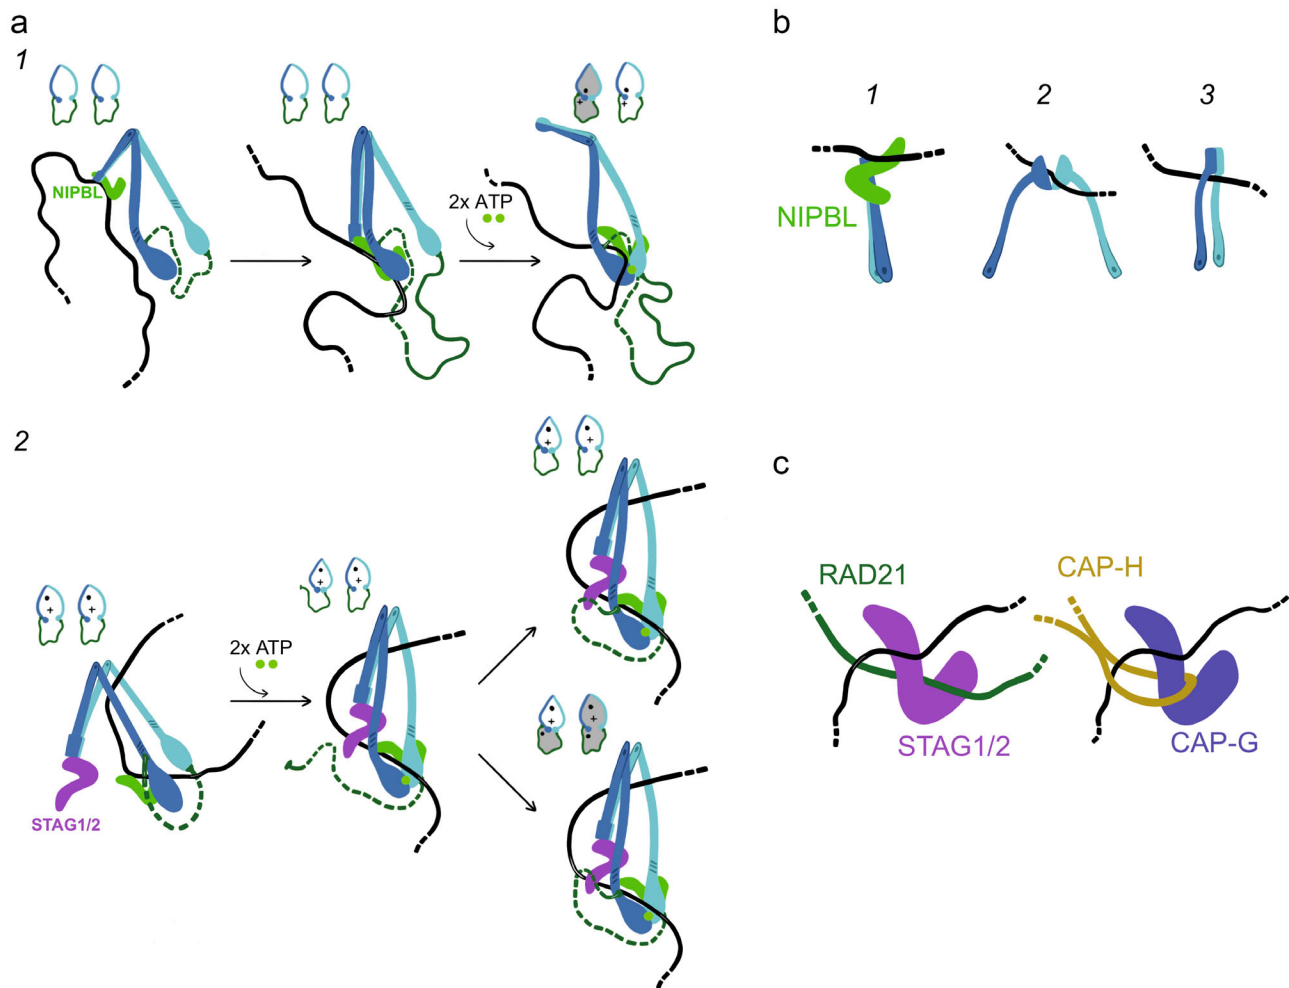 a
1
NIPBL
2x ATP
2
STAG1/2
2x ATP
b
1
2
3
NIPBL
c
RAD21
CAP-H
STAG1/2
CAP-G